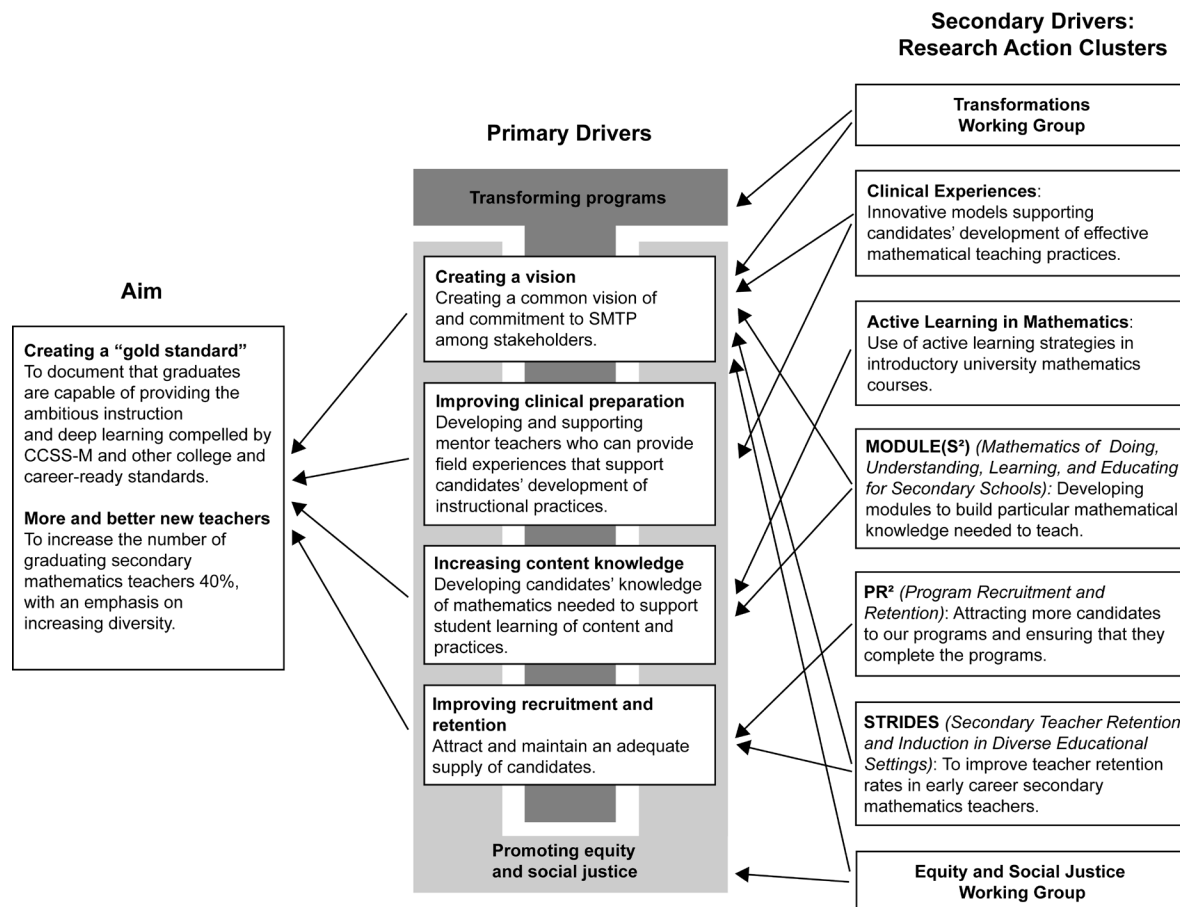 Aim
Creating a “gold standard”
To document that graduates
are capable of providing the
ambitious instruction
and deep learning compelled by
CCSS-M and other college and
career-ready standards.
More and better new teachers
To increase the number of
graduating secondary
mathematics teachers 40%,
with an emphasis on
increasing diversity.
Primary Drivers
Transforming programs
Creating a vision
Creating a common vision of
and commitment to SMTP
among stakeholders.
Improving clinical preparation
Developing and supporting
mentor teachers who can provide
field experiences that support
candidates’ development of
instructional practices.
Increasing content knowledge
Developing candidates’ knowledge
of mathematics needed to support
student learning of content and
practices.
Improving recruitment and
retention
Attract and maintain an adequate
supply of candidates.
Promoting equity
and social justice
Secondary Drivers:
Research Action Clusters
Transformations
Working Group
Clinical Experiences:
Innovative models supporting
candidates’ development of effective
mathematical teaching practices.
Active Learning in Mathematics:
Use of active learning strategies in
introductory university mathematics
courses.
MODULE(S²) (Mathematics of Doing,
Understanding, Learning, and Educating
for Secondary Schools): Developing
modules to build particular mathematical
knowledge needed to teach.
PR² (Program Recruitment and
Retention): Attracting more candidates
to our programs and ensuring that they
complete the programs.
STRIDES (Secondary Teacher Retention
and Induction in Diverse Educational
Settings): To improve teacher retention
rates in early career secondary
mathematics teachers.
Equity and Social Justice
Working Group